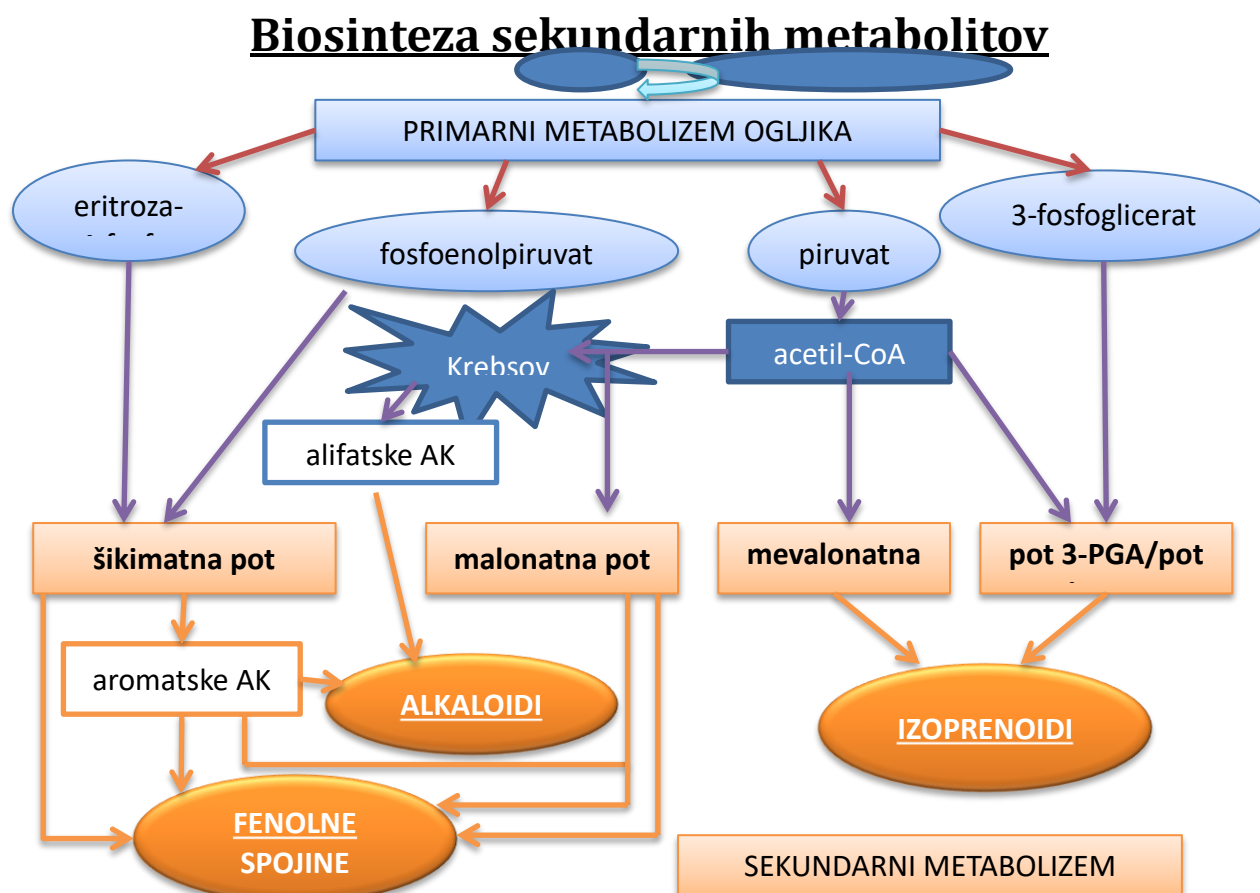 Biosinteza sekundarnih metabolitov
PRIMARNI METABOLIZEM OGLJIKA
eritroza-
fosfoenolpiruvat
piruvat
3-fosfoglicerat
Krebsov
acetil-CoA
alifatske AK
šikimatna pot
malonatna pot
mevalonatna
pot 3-PGA/pot
aromatske AK
ALKALOIDI
IZOPRENOIDI
FENOLNE
SPOJINE
SEKUNDARNI METABOLIZEM